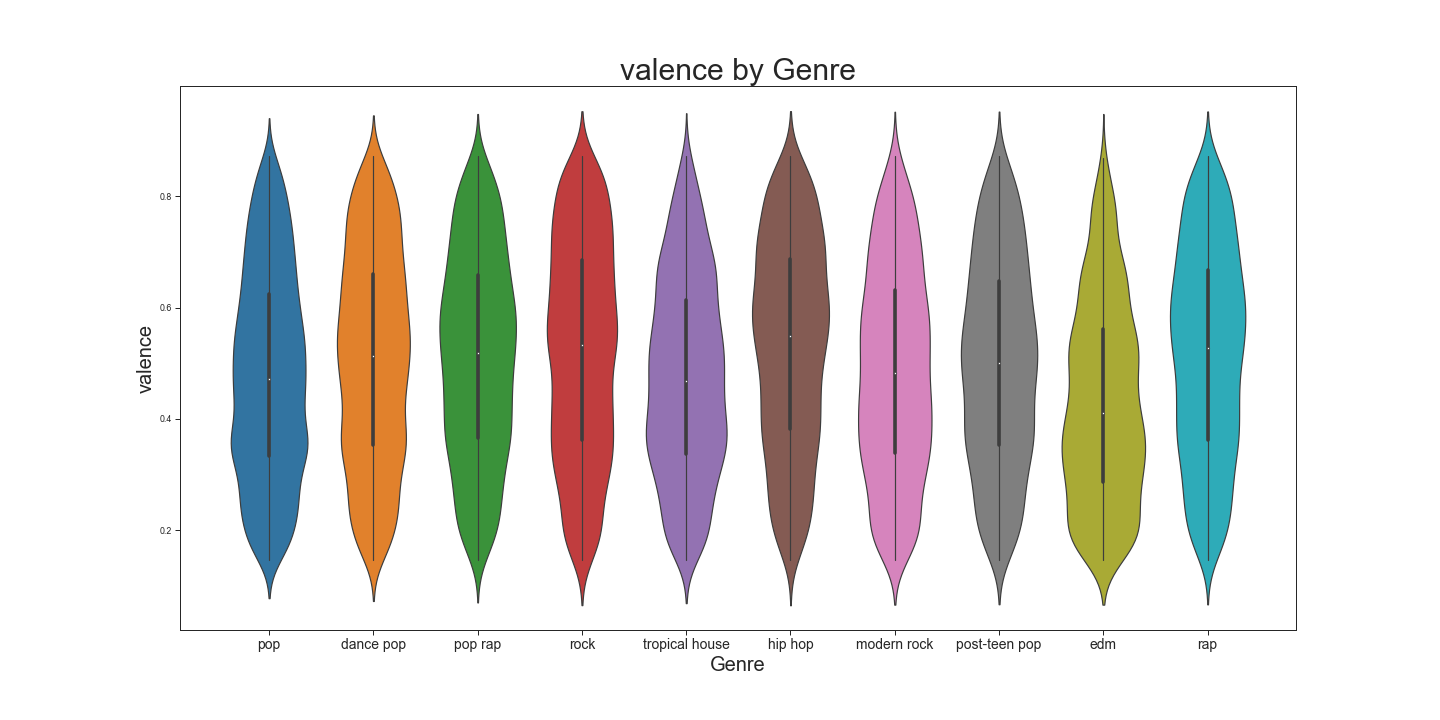 valence by Genre
valence
0.8
0.6
0.4
0.2
pop dance pop pop rap rock tropical house hip hop modern rock post-teen pop edm rap
Genre